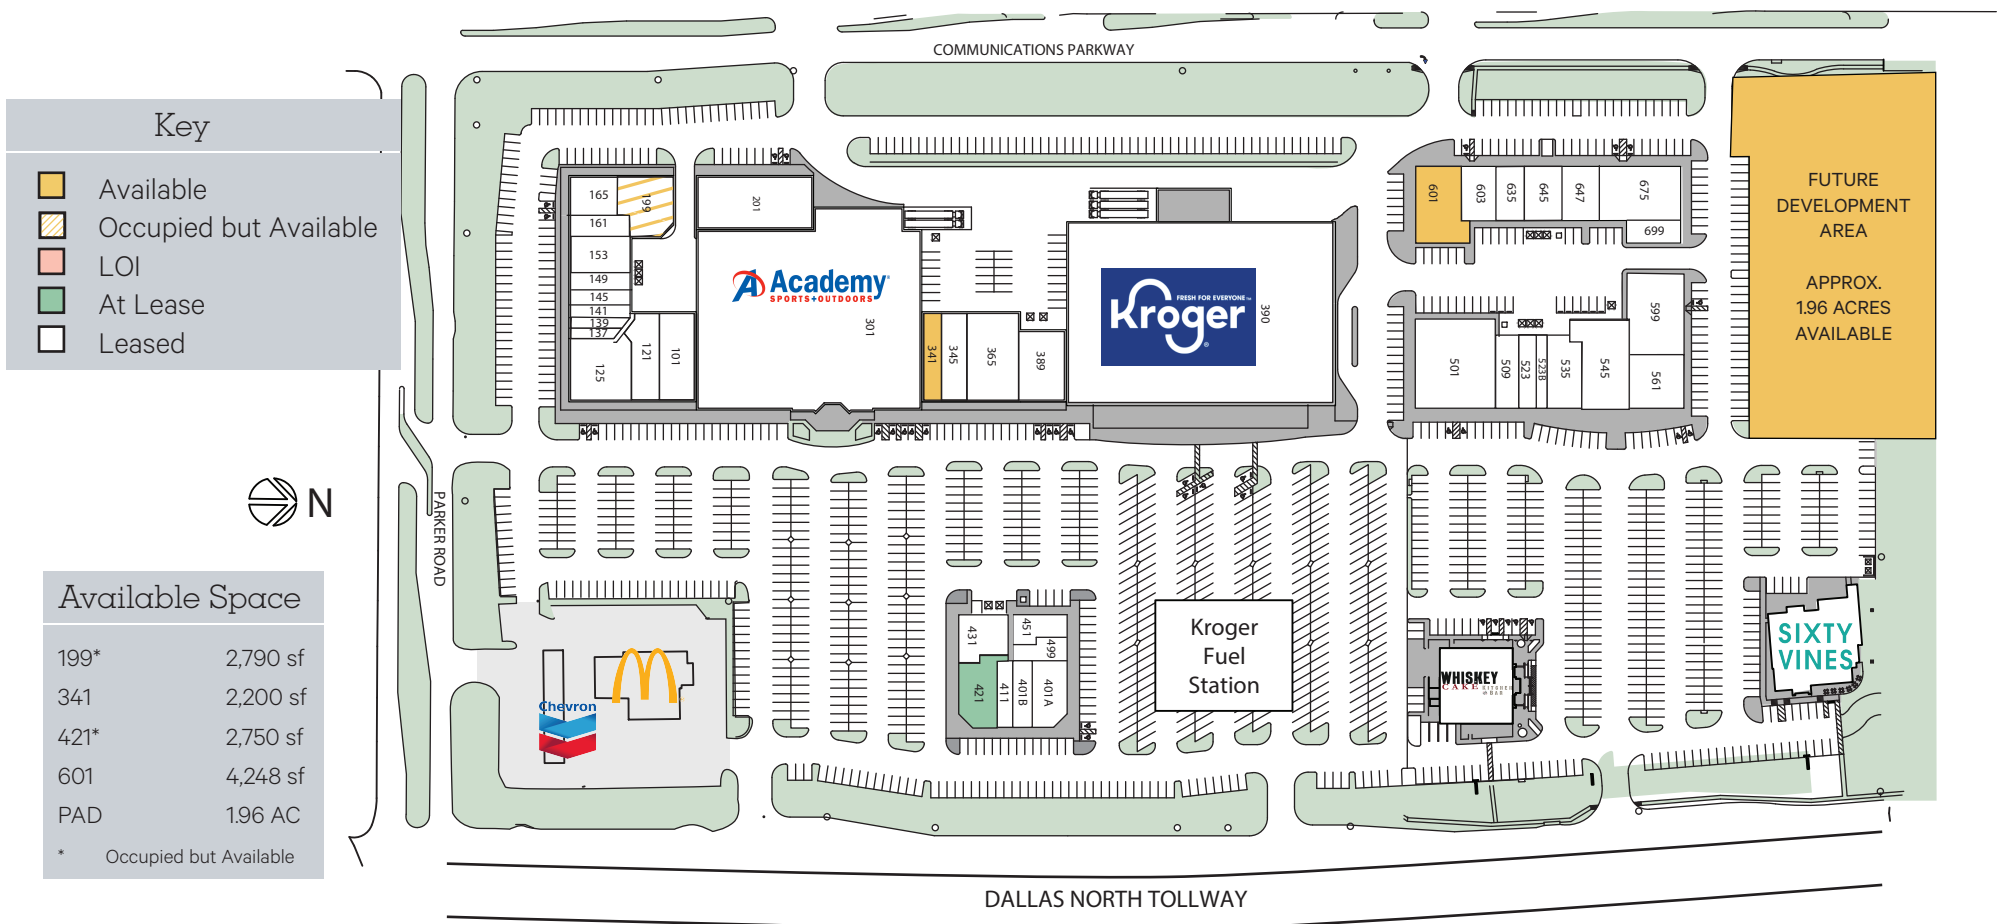 COMMUNICATIONS PARKWAY
Key
Available
Occupied but Available
LOI
At Lease
Leased
N
PARKER ROAD
Available Space
199* 2,790 sf
341 2,200 sf
421* 2,750 sf
601 4,248 sf
PAD 1.96 AC
* Occupied but Available
165
199
161
153
149
145
141
139
137
125
121
101
201
Academy
SPORTS+OUTDOORS
301
341
345
365
389
FRESH FOR EVERYONE™
Kroger
390
601
603
635
645
647
675
699
501
509
523
523B
535
545
599
561
FUTURE
DEVELOPMENT
AREA
APPROX.
1.96 ACRES
AVAILABLE
Chevron
431
451
499
421
411
401B
401A
Kroger
Fuel
Station
WHISKEY
CAKE KITCHEN
& BAR
SIXTY
VINES
DALLAS NORTH TOLLWAY